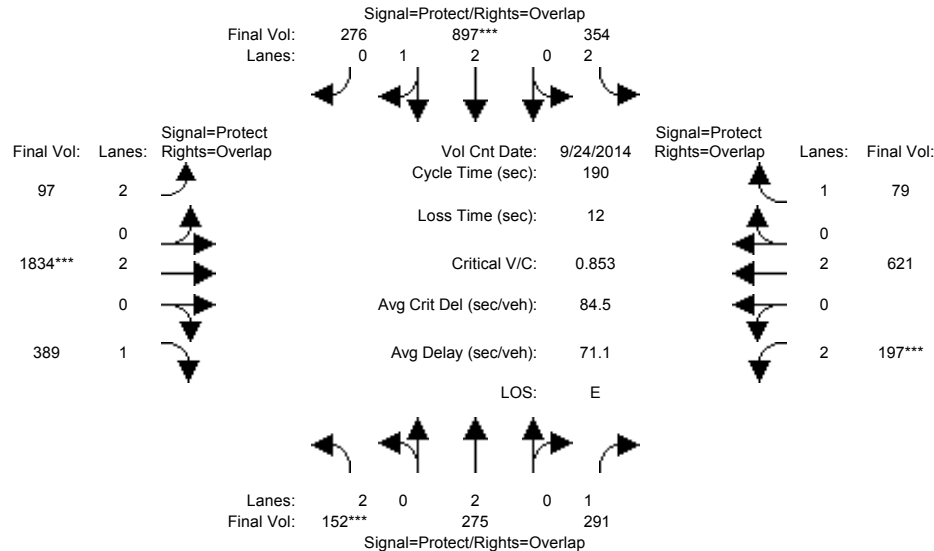 Signal=Protect/Rights=Overlap
Final Vol: 276 897*** 354
Lanes: 0 1 2 0 2
Signal=Protect Signal=Protect
Final Vol: Lanes: Rights=Overlap Vol Cnt Date: 9/24/2014 Rights=Overlap Lanes: Final Vol:
Cycle Time (sec): 190
97 2 1 79
Loss Time (sec): 12
0 0
1834*** 2 Critical V/C: 0.853 2 621
0 Avg Crit Del (sec/veh): 84.5 0
389 1 Avg Delay (sec/veh): 71.1 2 197***
LOS: E
Lanes: 2 0 2 0 1
Final Vol: 152*** 275 291
Signal=Protect/Rights=Overlap